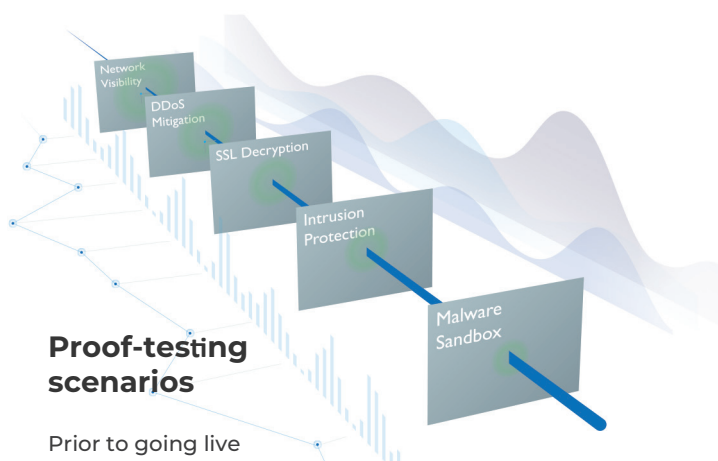 Network
Visibility
DDoS
Mitigation
SSL Decryption
Intrusion
Protection
Malware
Sandbox
Proof-testing
scenarios
Prior to going live